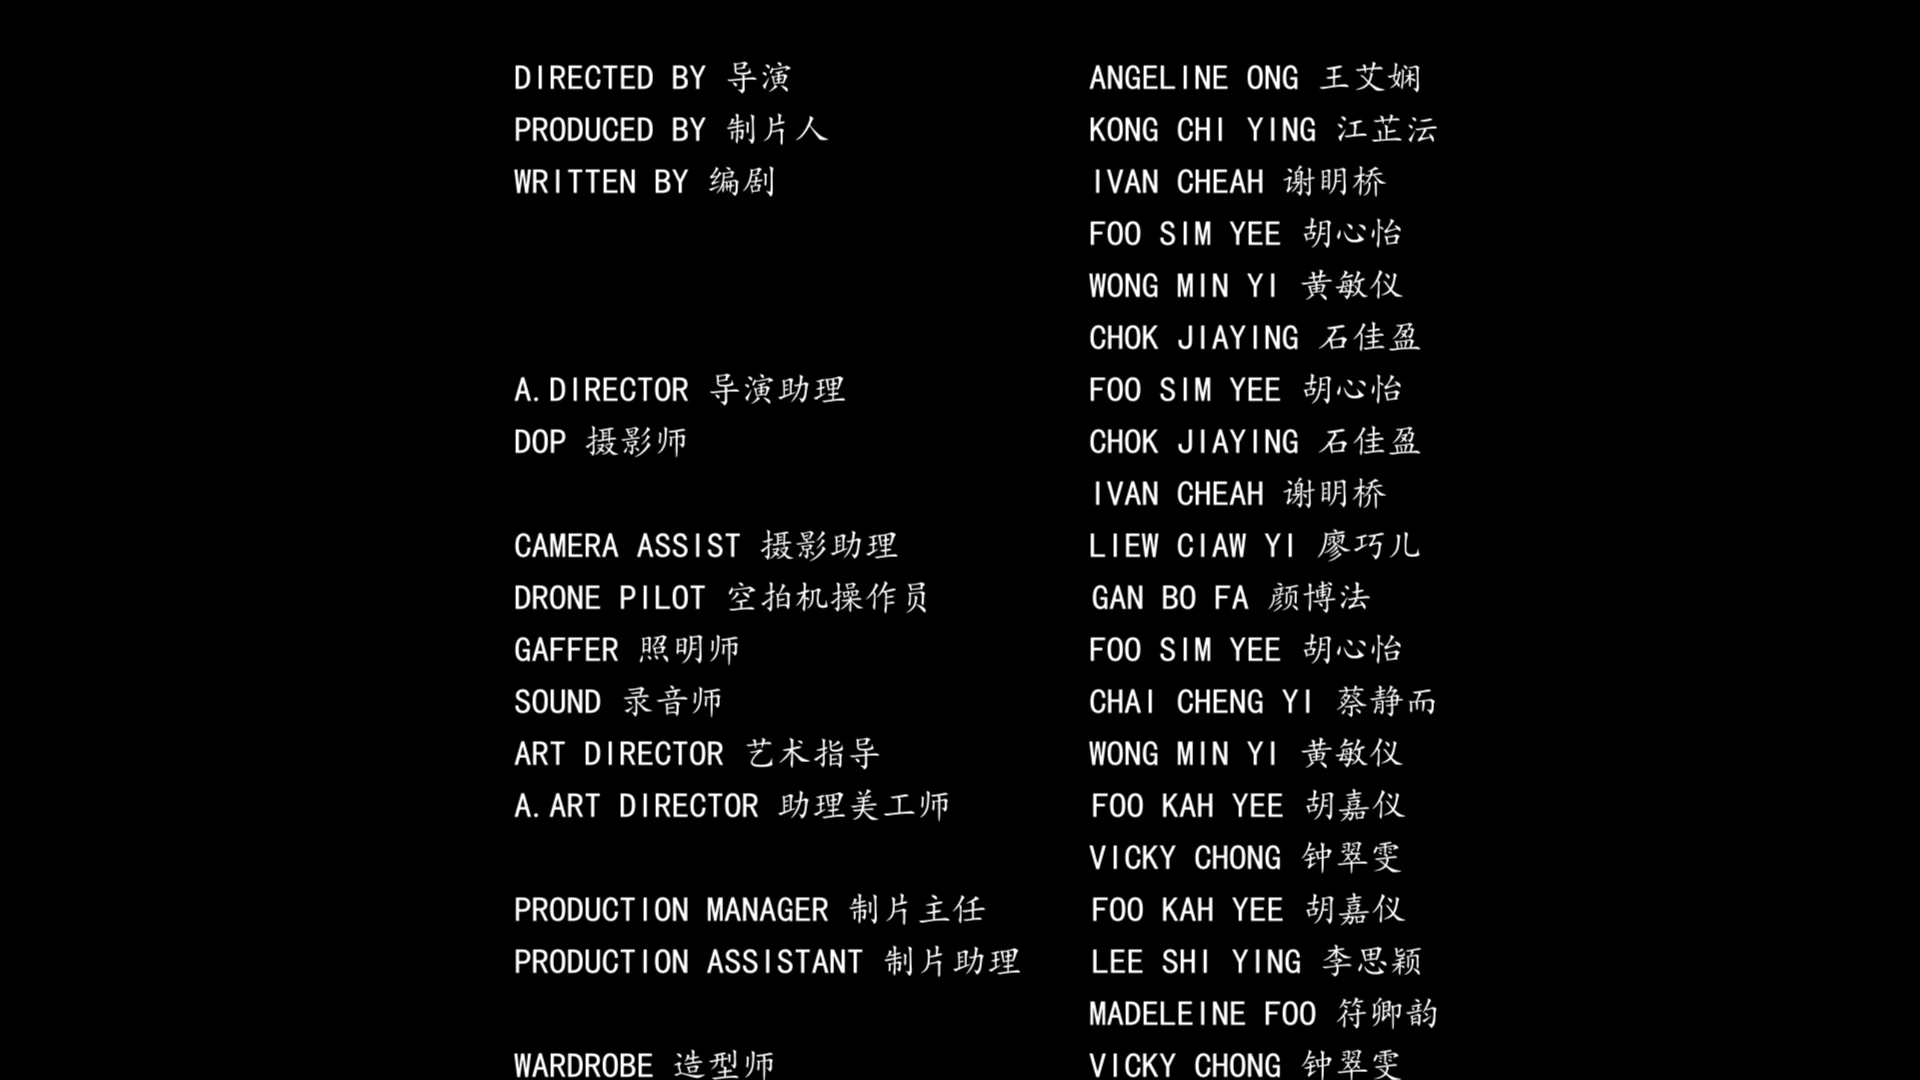 DIRECTED BY 导演 ANGELINE ONG 王艾娴
PRODUCED BY 制片人 KONG CHI YING 江芷沄
WRITTEN BY 编剧 IVAN CHEAH 谢明桥
FOO SIM YEE 胡心怡
WONG MIN YI 黄敏仪
CHOK JIAYING 石佳盈
A.DIRECTOR 导演助理 FOO SIM YEE 胡心怡
DOP 摄影师 CHOK JIAYING 石佳盈
IVAN CHEAH 谢明桥
CAMERA ASSIST 摄影助理 LIEW CIAW YI 廖巧儿
DRONE PILOT 空拍机操作员 GAN BO FA 颜博法
GAFFER 照明师 FOO SIM YEE 胡心怡
SOUND 录音师 CHAI CHENG YI 蔡静而
ART DIRECTOR 艺术指导 WONG MIN YI 黄敏仪
A.ART DIRECTOR 助理美工师 FOO KAH YEE 胡嘉仪
VICKY CHONG 钟翠雯
PRODUCTION MANAGER 制片主任 FOO KAH YEE 胡嘉仪
PRODUCTION ASSISTANT 制片助理 LEE SHI YING 李思颖
MADELEINE FOO 符卿韵
WARDROBE 造型师 VICKY CHONG 钟翠雯